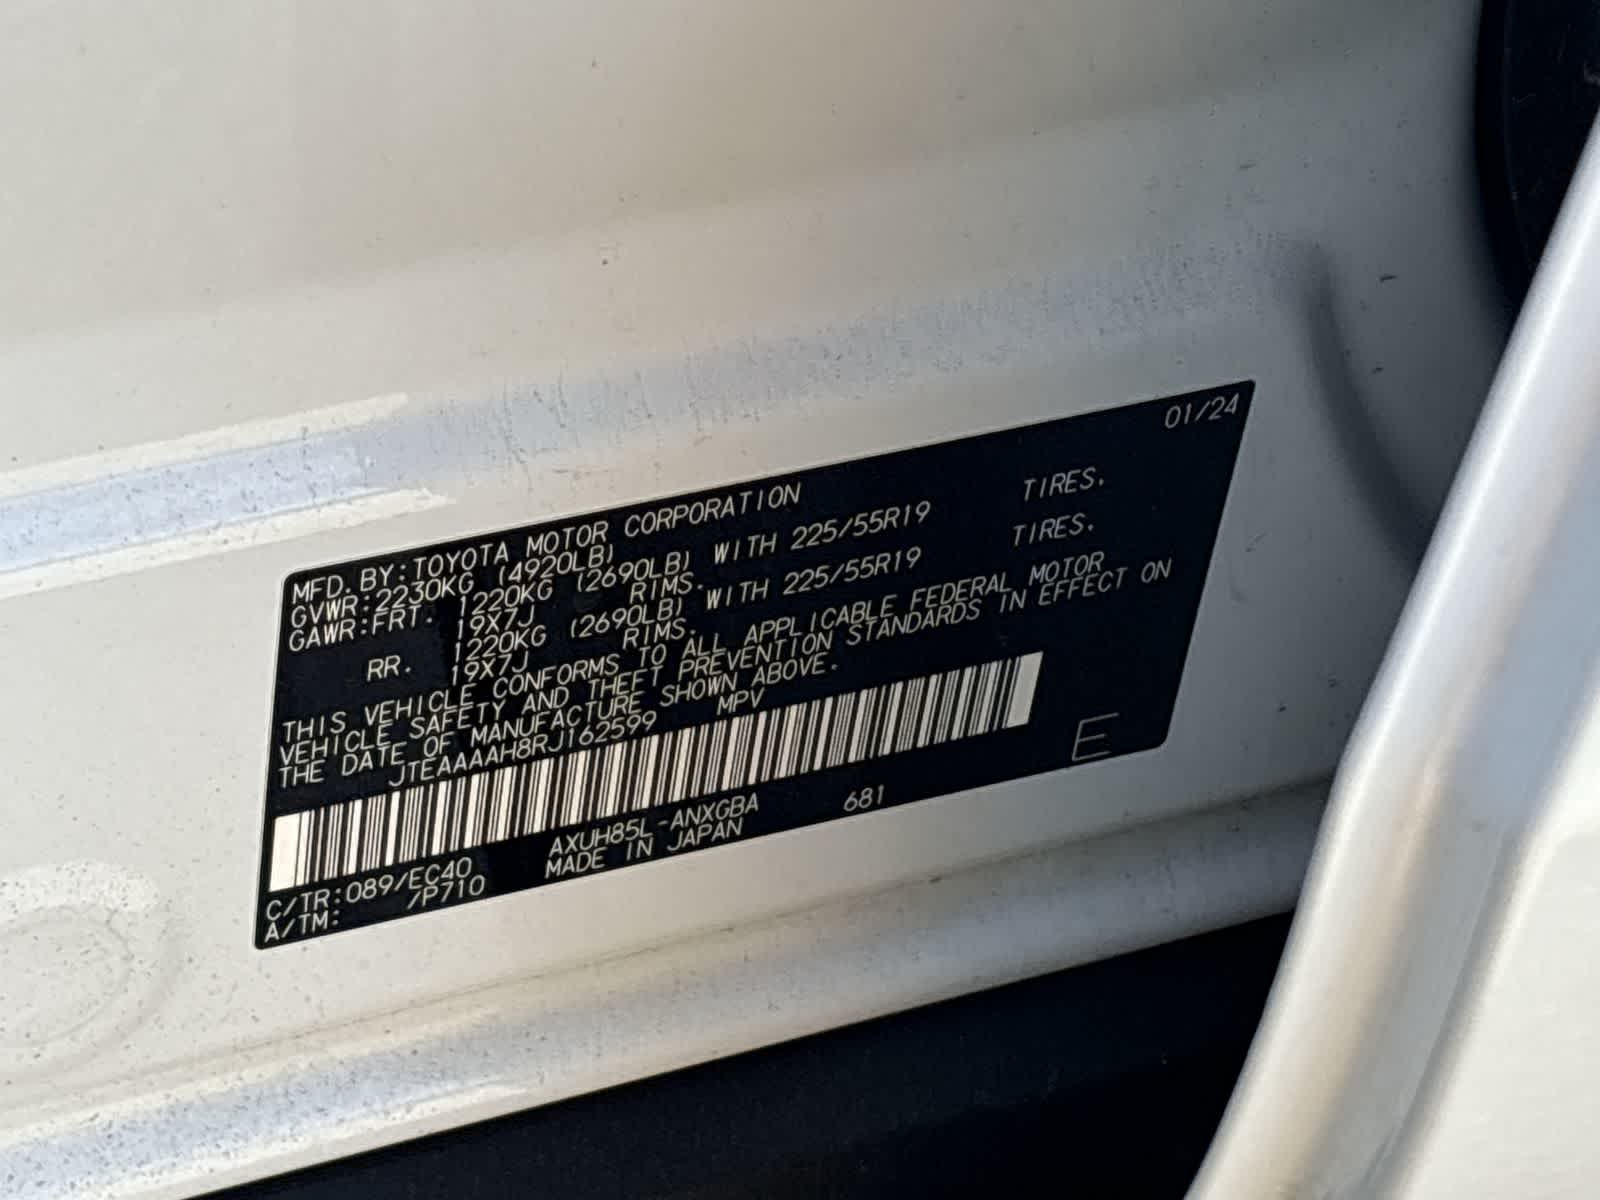 01/24
MFD. BY:TOYOTA MOTOR CORPORATION
GVWR:2230KG (4920LB)
GAWR:FRT. 1220KG (2690LB) WITH 225/55R19 TIRES.
19X7J RIMS.
RR. 1220KG (2690LB) WITH 225/55R19 TIRES.
19X7J RIMS.
THIS VEHICLE CONFORMS TO ALL APPLICABLE FEDERAL MOTOR
VEHICLE SAFETY AND THEFT PREVENTION STANDARDS IN EFFECT ON
THE DATE OF MANUFACTURE SHOWN ABOVE.
JTEAAAAH8RJ162599 MPV
E
C/TR:089/EC40 AXUH85L-ANXGBA 681
A/TM: /P710 MADE IN JAPAN